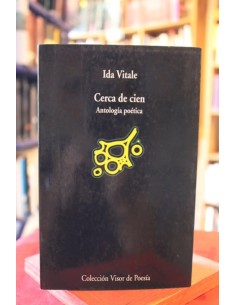 Ida Vitale
Cerca de cien
Antología poética
Colección Visor de Poesía